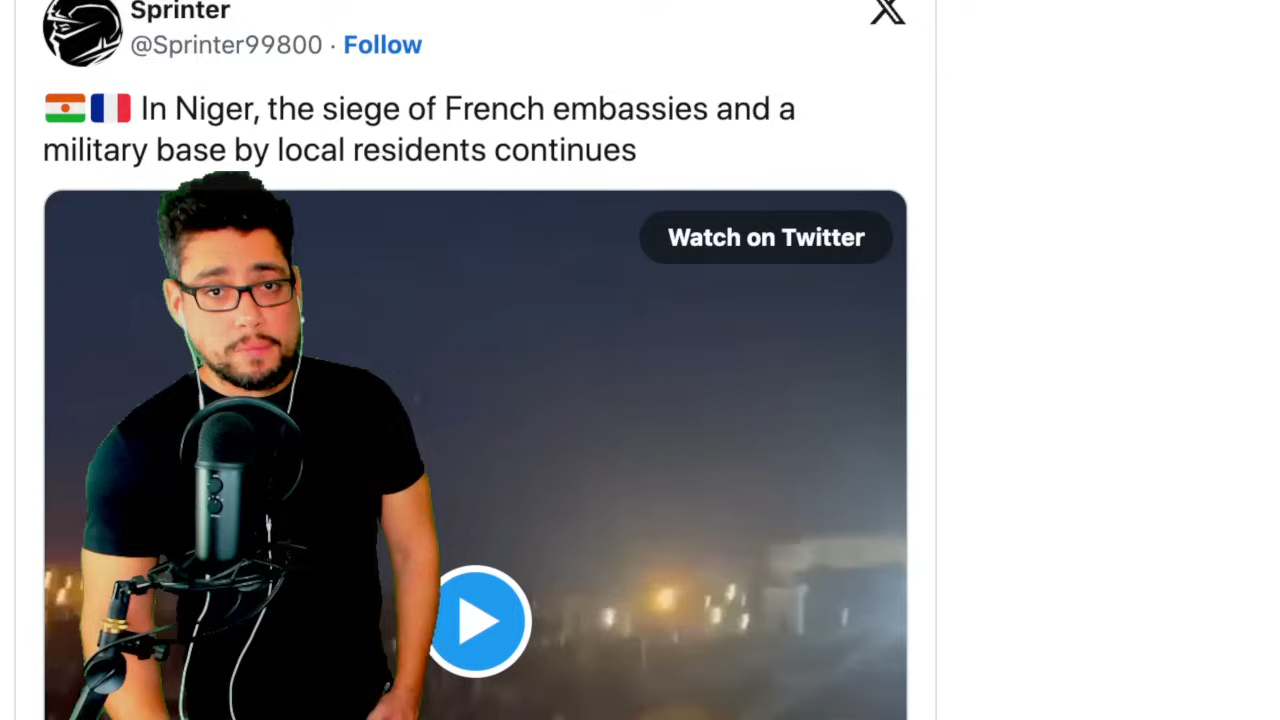 Sprinter
@Sprinter99800 · Follow
🇳🇪🇫🇷 In Niger, the siege of French embassies and a
military base by local residents continues
Watch on Twitter